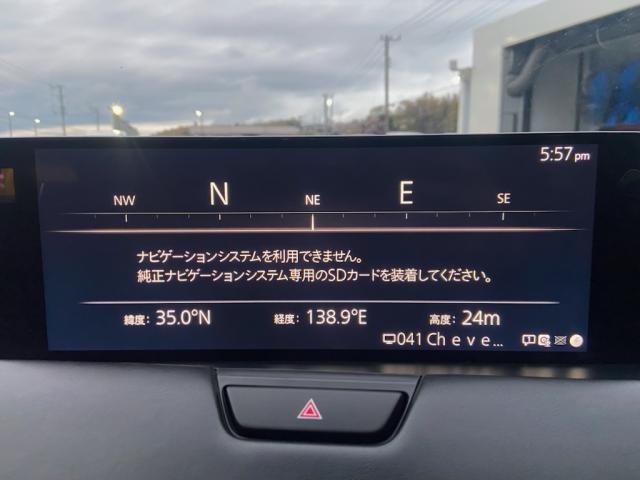 5:57 pm
NW N NE E SE
ナビゲーションシステムを利用できません。
純正ナビゲーションシステム専用のSDカードを装着してください。
緯度: 35.0°N 経度: 138.9°E 高度: 24m
041 Cheve...